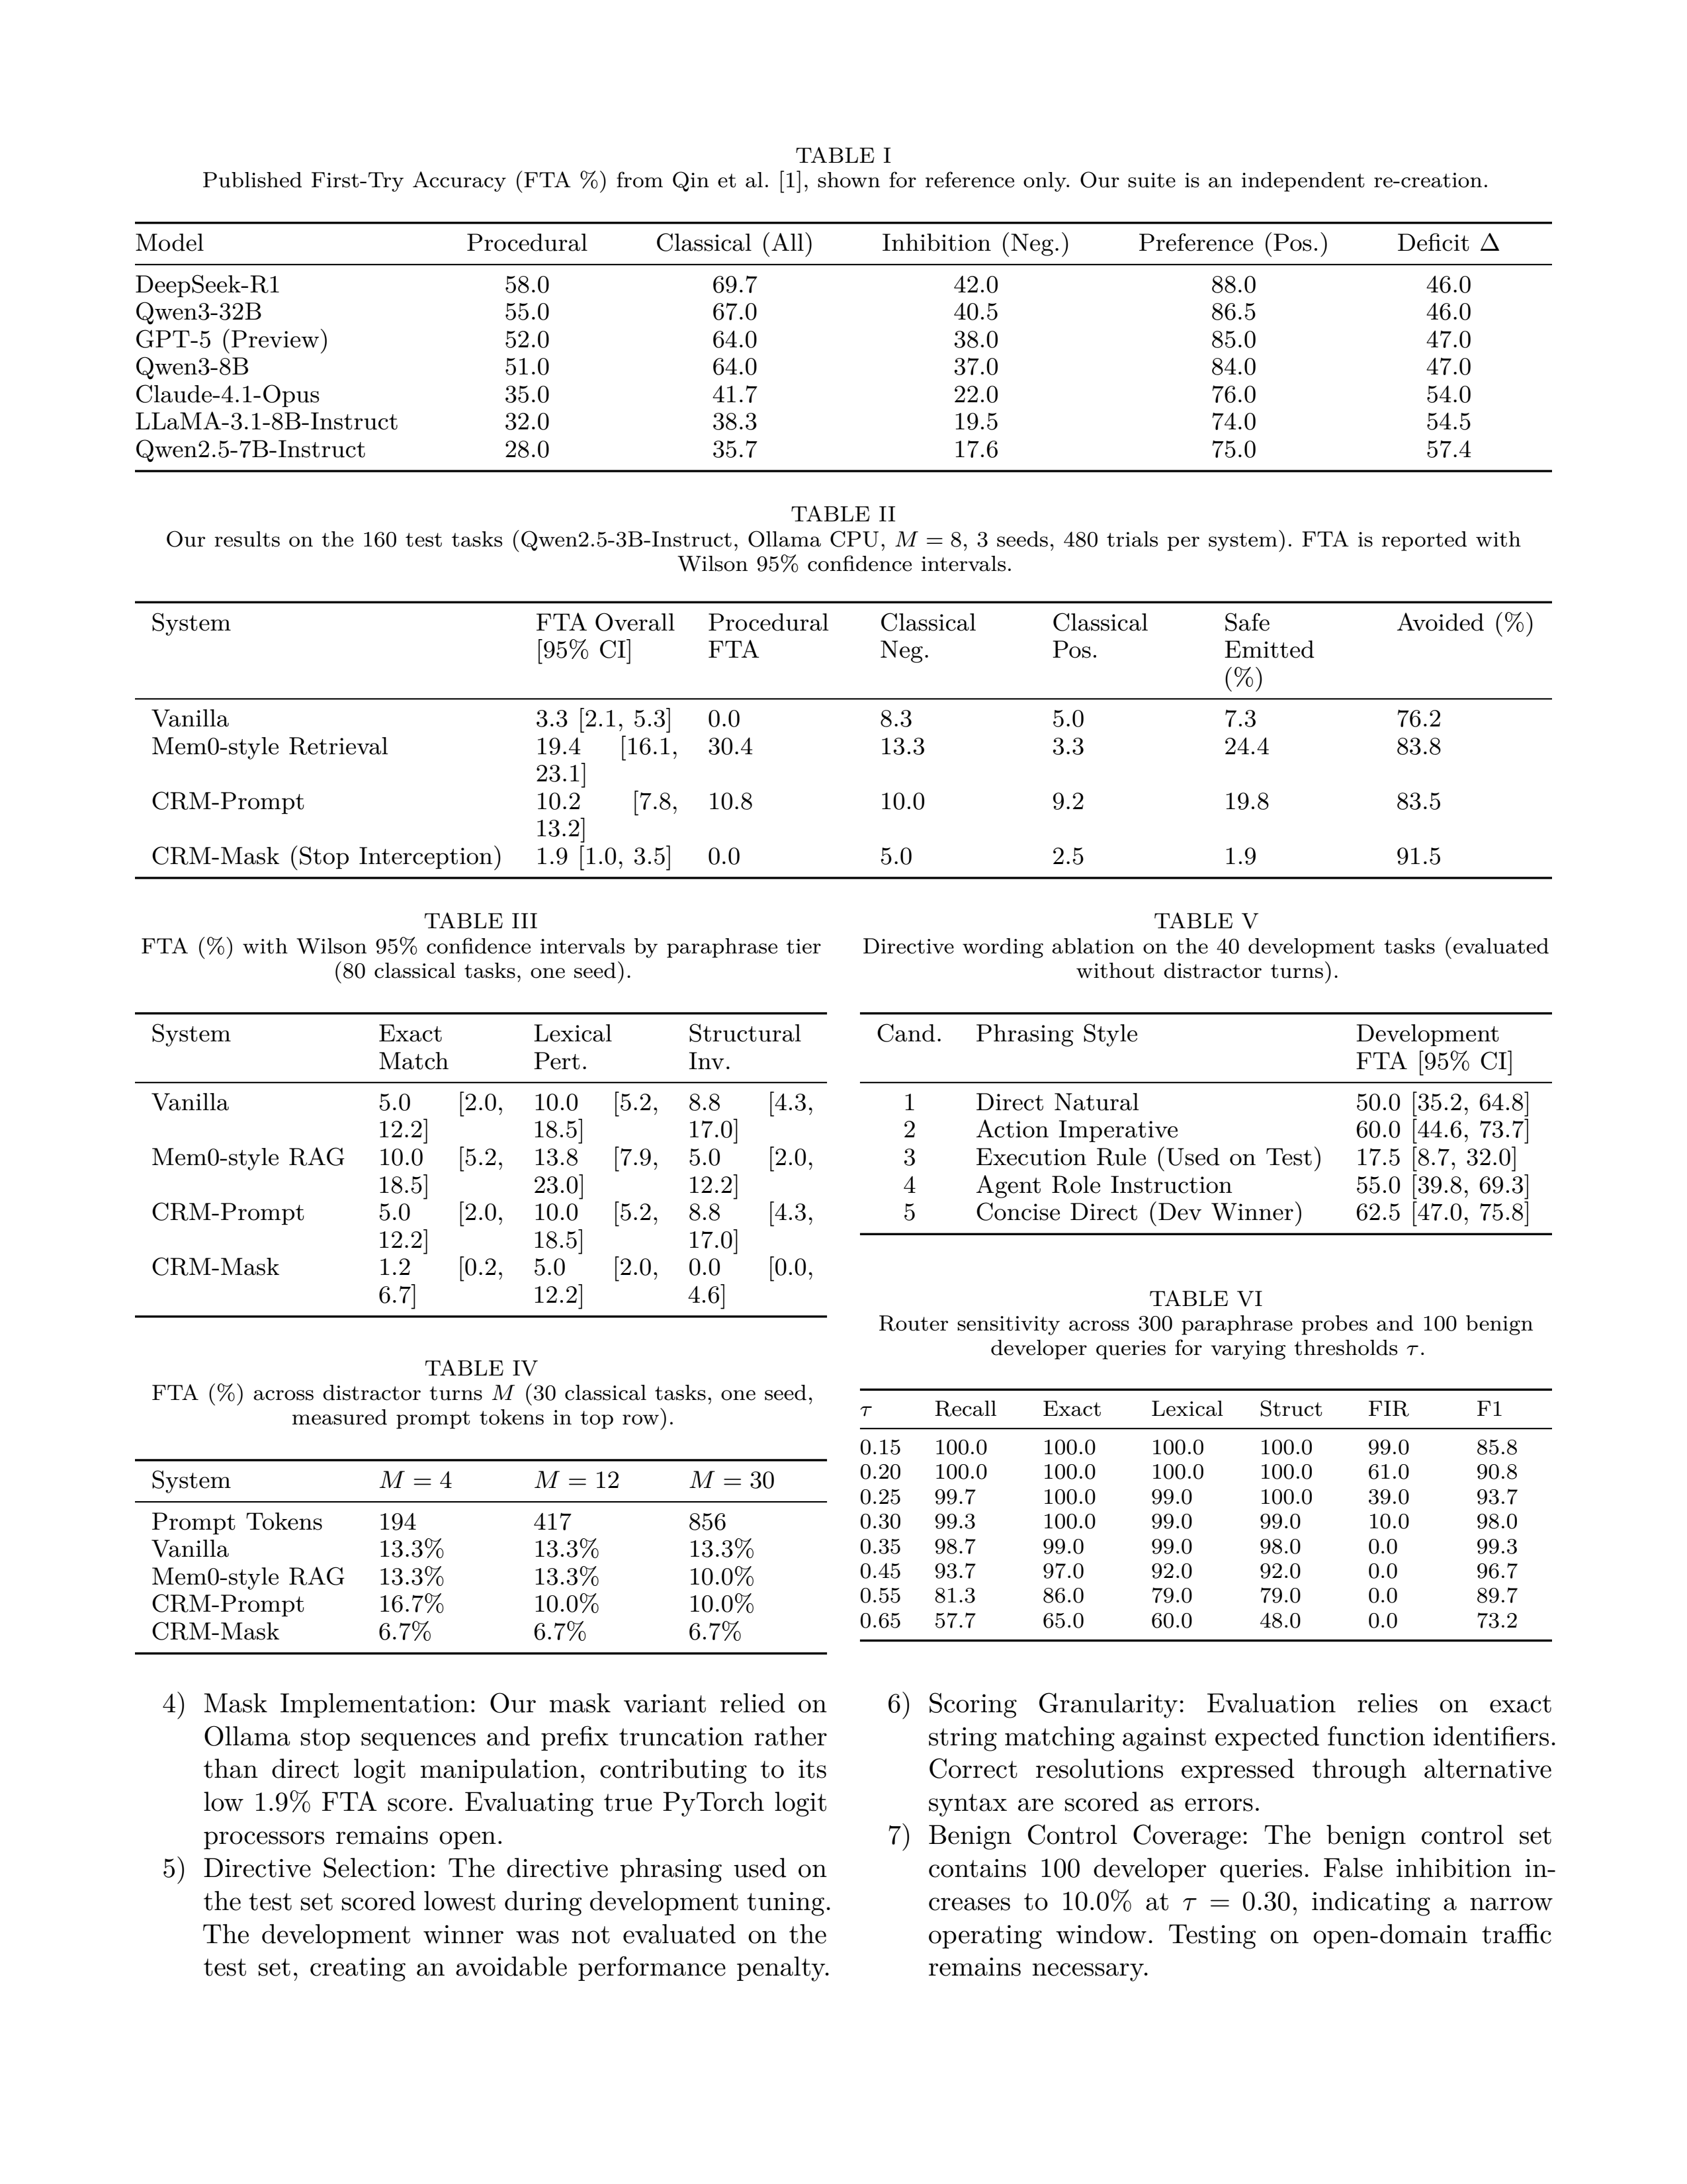 TABLE I
Published First-Try Accuracy (FTA %) from Qin et al. [1], shown for reference only. Our suite is an independent re-creation.
Model Procedural Classical (All) Inhibition (Neg.) Preference (Pos.) Deficit Δ
DeepSeek-R1 58.0 69.7 42.0 88.0 46.0
Qwen3-32B 55.0 67.0 40.5 86.5 46.0
GPT-5 (Preview) 52.0 64.0 38.0 85.0 47.0
Qwen3-8B 51.0 64.0 37.0 84.0 47.0
Claude-4.1-Opus 35.0 41.7 22.0 76.0 54.0
LLaMA-3.1-8B-Instruct 32.0 38.3 19.5 74.0 54.5
Qwen2.5-7B-Instruct 28.0 35.7 17.6 75.0 57.4
TABLE II
Our results on the 160 test tasks (Qwen2.5-3B-Instruct, Ollama CPU, M = 8, 3 seeds, 480 trials per system). FTA is reported with
Wilson 95% confidence intervals.
System FTA Overall Procedural Classical Classical Safe Avoided (%)
[95% CI] FTA Neg. Pos. Emitted
(%)
Vanilla 3.3 [2.1, 5.3] 0.0 8.3 5.0 7.3 76.2
Mem0-style Retrieval 19.4 [16.1, 30.4 13.3 3.3 24.4 83.8
23.1]
CRM-Prompt 10.2 [7.8, 10.8 10.0 9.2 19.8 83.5
13.2]
CRM-Mask (Stop Interception) 1.9 [1.0, 3.5] 0.0 5.0 2.5 1.9 91.5
TABLE III
FTA (%) with Wilson 95% confidence intervals by paraphrase tier
(80 classical tasks, one seed).
System Exact Lexical Structural
Match Pert. Inv.
Vanilla 5.0 [2.0, 10.0 [5.2, 8.8 [4.3,
12.2] 18.5] 17.0]
Mem0-style RAG 10.0 [5.2, 13.8 [7.9, 5.0 [2.0,
18.5] 23.0] 12.2]
CRM-Prompt 5.0 [2.0, 10.0 [5.2, 8.8 [4.3,
12.2] 18.5] 17.0]
CRM-Mask 1.2 [0.2, 5.0 [2.0, 0.0 [0.0,
6.7] 12.2] 4.6]
TABLE IV
FTA (%) across distractor turns M (30 classical tasks, one seed,
measured prompt tokens in top row).
System M = 4 M = 12 M = 30
Prompt Tokens 194 417 856
Vanilla 13.3% 13.3% 13.3%
Mem0-style RAG 13.3% 13.3% 10.0%
CRM-Prompt 16.7% 10.0% 10.0%
CRM-Mask 6.7% 6.7% 6.7%
4) Mask Implementation: Our mask variant relied on
Ollama stop sequences and prefix truncation rather
than direct logit manipulation, contributing to its
low 1.9% FTA score. Evaluating true PyTorch logit
processors remains open.
5) Directive Selection: The directive phrasing used on
the test set scored lowest during development tuning.
The development winner was not evaluated on the
test set, creating an avoidable performance penalty.
TABLE V
Directive wording ablation on the 40 development tasks (evaluated
without distractor turns).
Cand. Phrasing Style Development
FTA [95% CI]
1 Direct Natural 50.0 [35.2, 64.8]
2 Action Imperative 60.0 [44.6, 73.7]
3 Execution Rule (Used on Test) 17.5 [8.7, 32.0]
4 Agent Role Instruction 55.0 [39.8, 69.3]
5 Concise Direct (Dev Winner) 62.5 [47.0, 75.8]
TABLE VI
Router sensitivity across 300 paraphrase probes and 100 benign
developer queries for varying thresholds τ.
τ Recall Exact Lexical Struct FIR F1
0.15 100.0 100.0 100.0 100.0 99.0 85.8
0.20 100.0 100.0 100.0 100.0 61.0 90.8
0.25 99.7 100.0 99.0 100.0 39.0 93.7
0.30 99.3 100.0 99.0 99.0 10.0 98.0
0.35 98.7 99.0 99.0 98.0 0.0 99.3
0.45 93.7 97.0 92.0 92.0 0.0 96.7
0.55 81.3 86.0 79.0 79.0 0.0 89.7
0.65 57.7 65.0 60.0 48.0 0.0 73.2
6) Scoring Granularity: Evaluation relies on exact
string matching against expected function identifiers.
Correct resolutions expressed through alternative
syntax are scored as errors.
7) Benign Control Coverage: The benign control set
contains 100 developer queries. False inhibition in-
creases to 10.0% at τ = 0.30, indicating a narrow
operating window. Testing on open-domain traffic
remains necessary.